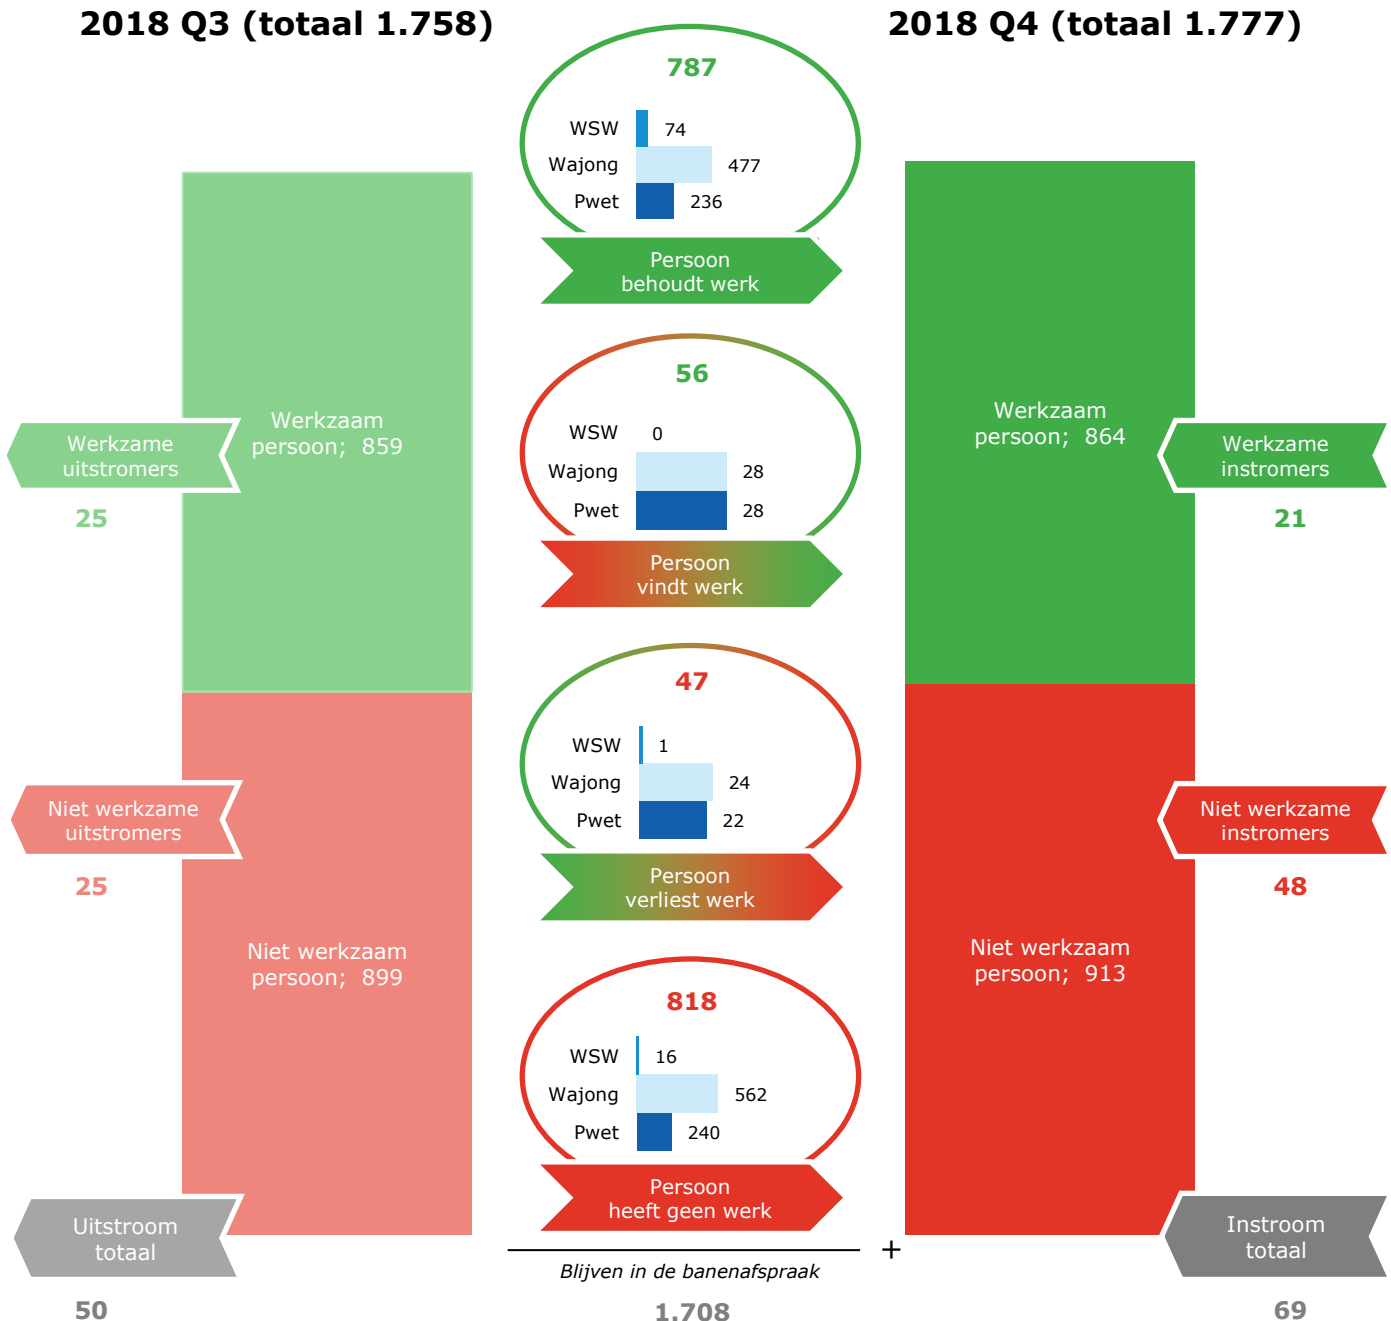 2018 Q3 (totaal 1.758)
2018 Q4 (totaal 1.777)
787
WSW 74
Wajong 477
Pwet 236
Persoon
behoudt werk
56
WSW 0
Wajong 28
Pwet 28
Persoon
vindt werk
47
WSW 1
Wajong 24
Pwet 22
Persoon
verliest werk
818
WSW 16
Wajong 562
Pwet 240
Persoon
heeft geen werk
Blijven in de banenafspraak
1.708
+
Werkzaam
persoon; 859
Werkzame
uitstromers
25
Niet werkzame
uitstromers
25
Niet werkzaam
persoon; 899
Uitstroom
totaal
50
Werkzaam
persoon; 864
Werkzame
instromers
21
Niet werkzame
instromers
48
Niet werkzaam
persoon; 913
Instroom
totaal
69